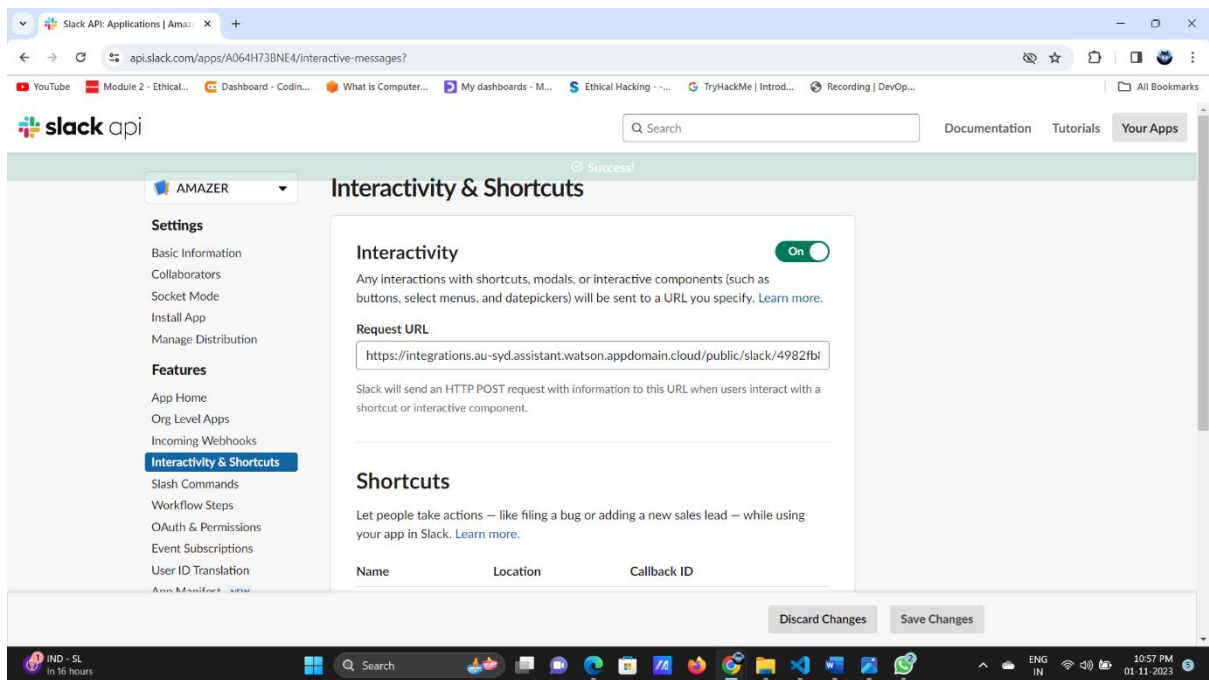 Slack API: Applications | Amaz
api.slack.com/apps/A064H73BNE4/interactive-messages?
YouTube
Module 2 - Ethical...
Dashboard - Codin...
What is Computer...
My dashboards - M...
Ethical Hacking - -...
TryHackMe | Introd...
Recording | DevOp...
All Bookmarks
slack api
Search
Documentation
Tutorials
Your Apps
Success!
AMAZER
Settings
Basic Information
Collaborators
Socket Mode
Install App
Manage Distribution
Features
App Home
Org Level Apps
Incoming Webhooks
Interactivity & Shortcuts
Slash Commands
Workflow Steps
OAuth & Permissions
Event Subscriptions
User ID Translation
App Manifest NEW
Interactivity & Shortcuts
Interactivity
On
Any interactions with shortcuts, modals, or interactive components (such as
buttons, select menus, and datepickers) will be sent to a URL you specify. Learn more.
Request URL
https://integrations.au-syd.assistant.watson.appdomain.cloud/public/slack/4982fb8
Slack will send an HTTP POST request with information to this URL when users interact with a
shortcut or interactive component.
Shortcuts
Let people take actions — like filing a bug or adding a new sales lead — while using
your app in Slack. Learn more.
Name
Location
Callback ID
Discard Changes
Save Changes
IND - SL
In 16 hours
Search
ENG
IN
10:57 PM
01-11-2023